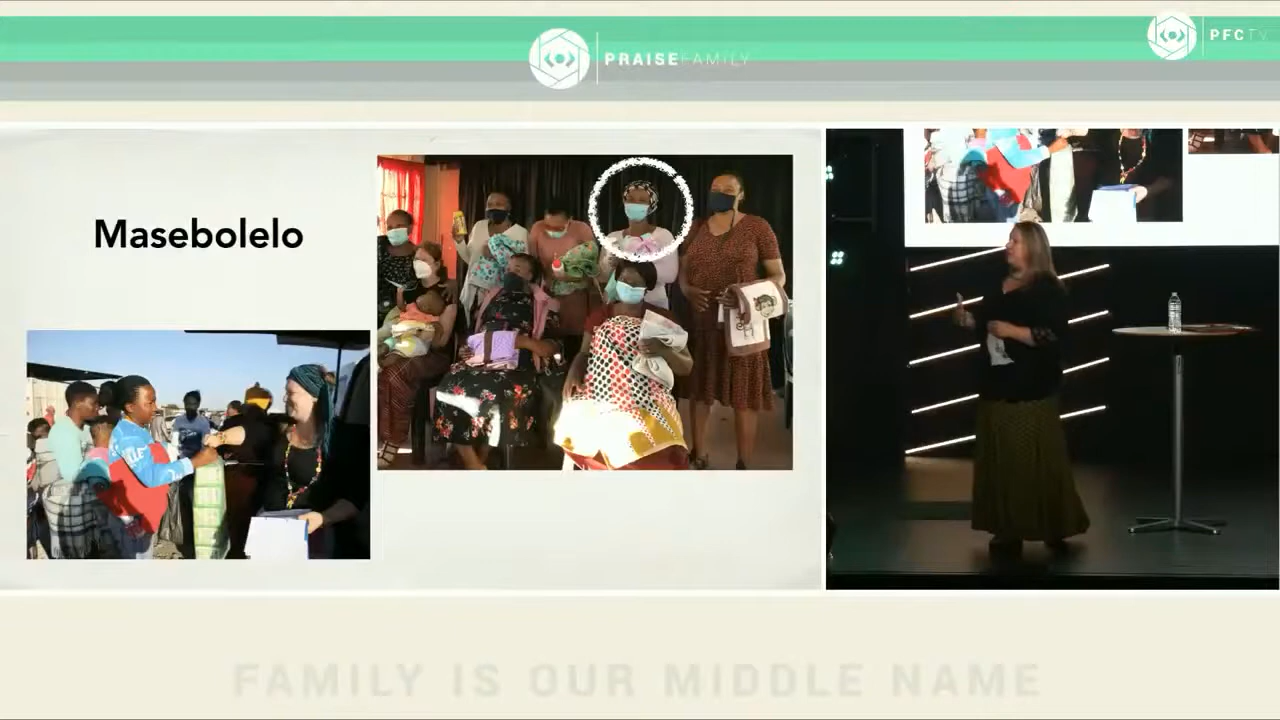 PRAISEFAMILY
PFCTV
Masebolelo
FAMILY IS OUR MIDDLE NAME